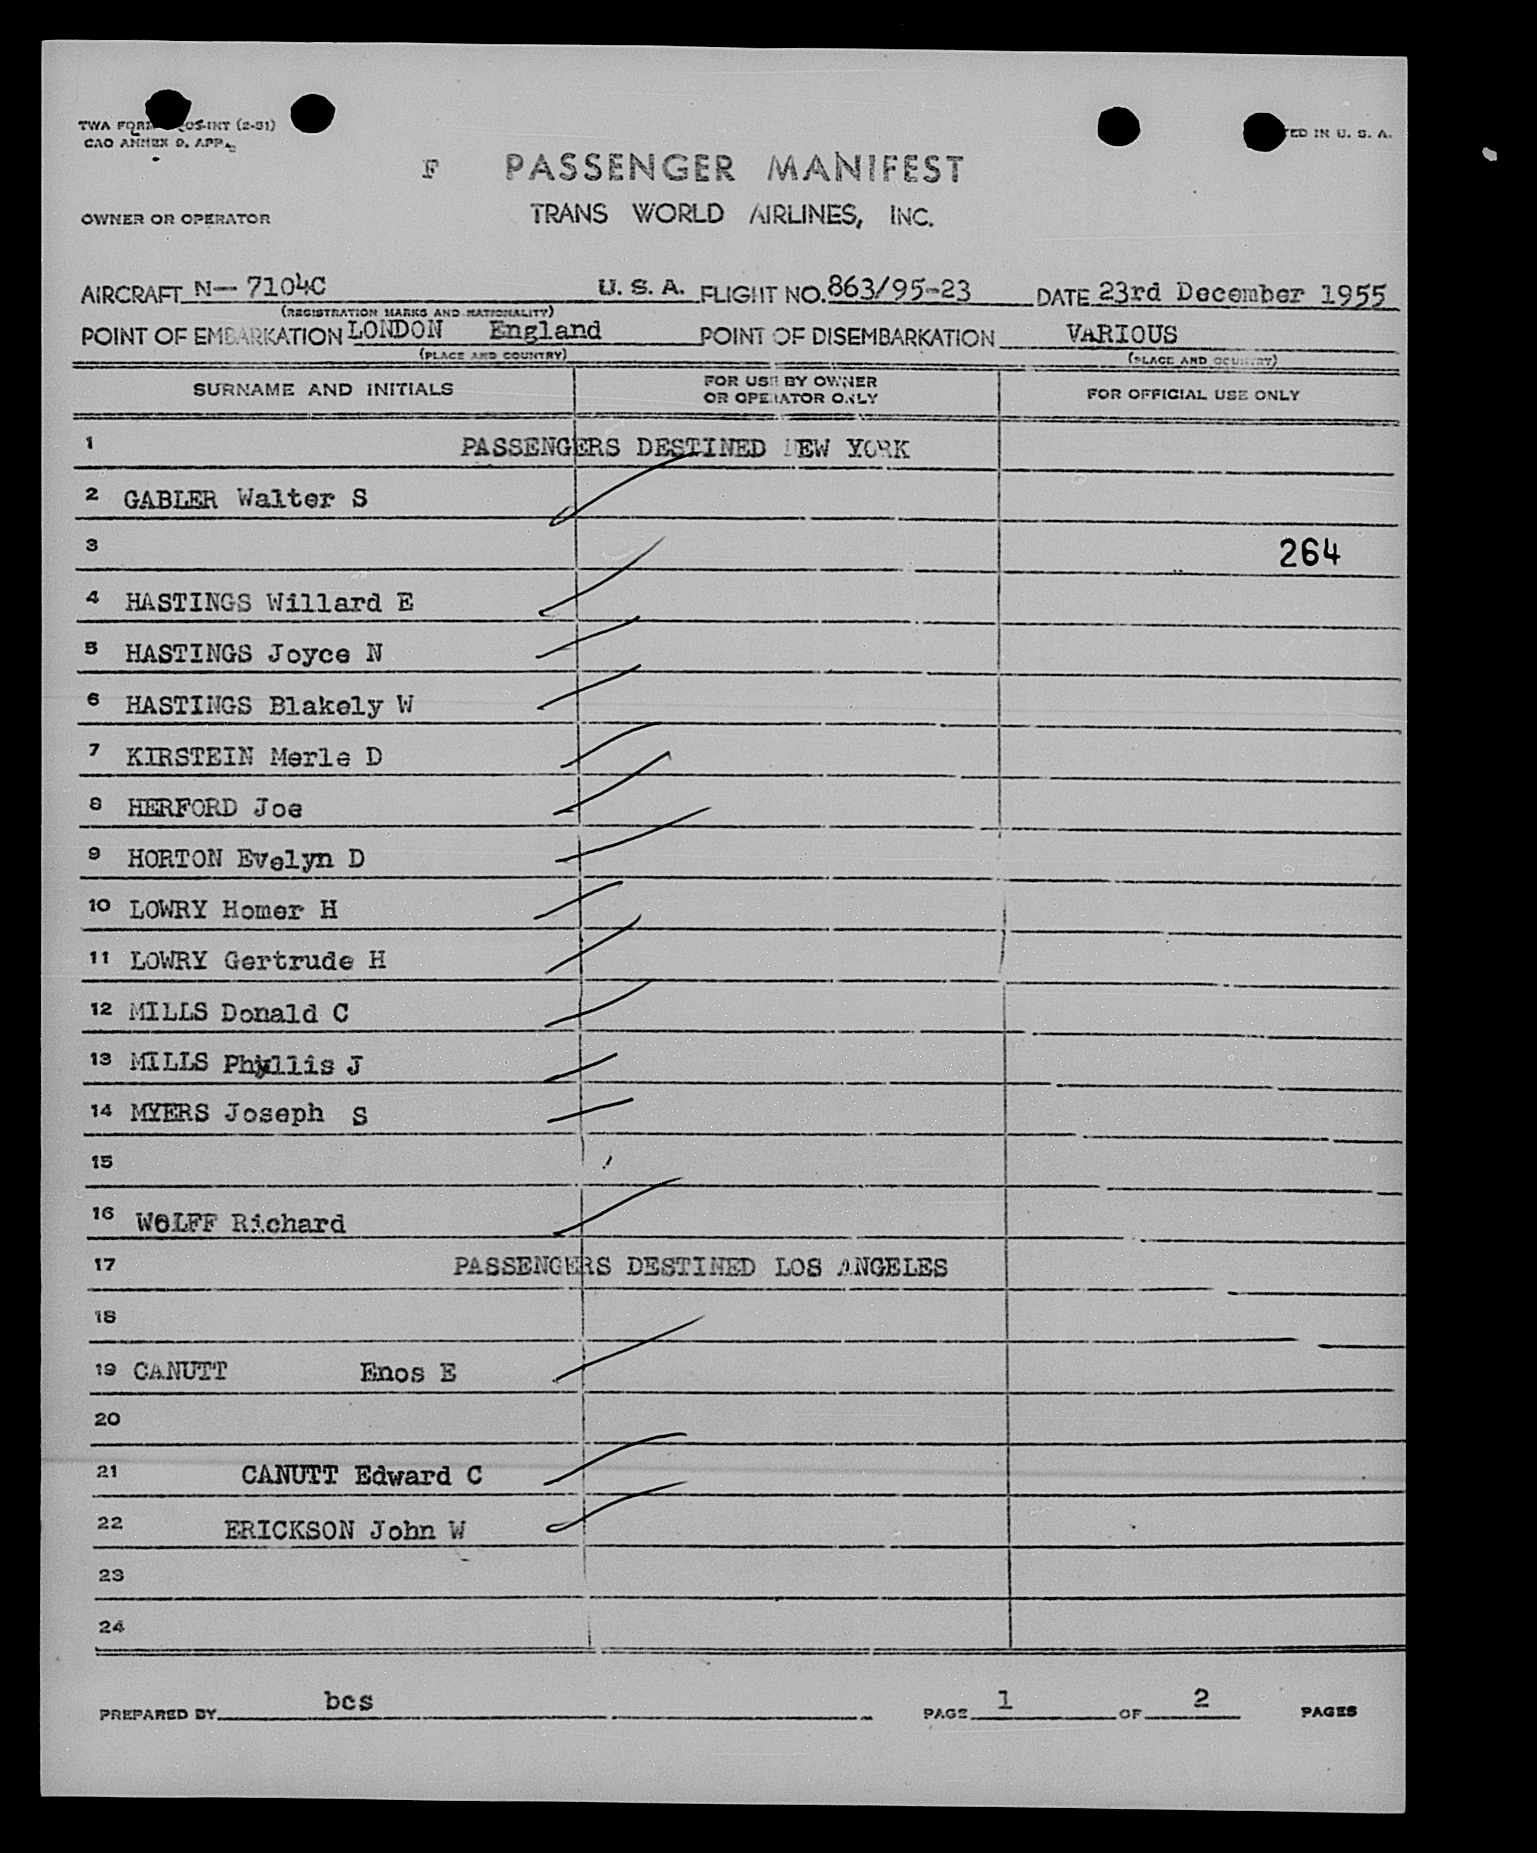 TWA FORM
(2-51)
ICAO ANNEX 9, APP.
IN U. S. A.
F PASSENGER MANIFEST
OWNER OR OPERATOR
TRANS WORLD AIRLINES, INC.
AIRCRAFT N- 7104C U. S. A. FLIGHT NO. 863/95-23 DATE 23rd December 1955
(REGISTRATION MARKS AND NATIONALITY)
POINT OF EMBARKATION LONDON England POINT OF DISEMBARKATION VARIOUS
(PLACE AND COUNTRY) (PLACE AND COUNTRY)
SURNAME AND INITIALS FOR USE BY OWNER OR OPERATOR ONLY FOR OFFICIAL USE ONLY
1 PASSENGERS DESTINED NEW YORK
2 GABLER Walter S
3 264
4 HASTINGS Willard E
5 HASTINGS Joyce N
6 HASTINGS Blakely W
7 KIRSTEIN Merle D
8 HERFORD Joe
9 HORTON Evelyn D
10 LOWRY Homer H
11 LOWRY Gertrude H
12 MILLS Donald C
13 MILLS Phyllis J
14 MYERS Joseph S
15
16 WOLFF Richard
17 PASSENGERS DESTINED LOS ANGELES
18
19 CANUTT Enos E
20
21 CANUTT Edward C
22 ERICKSON John W
23
24
PREPARED BY bcs PAGE 1 OF 2 PAGES